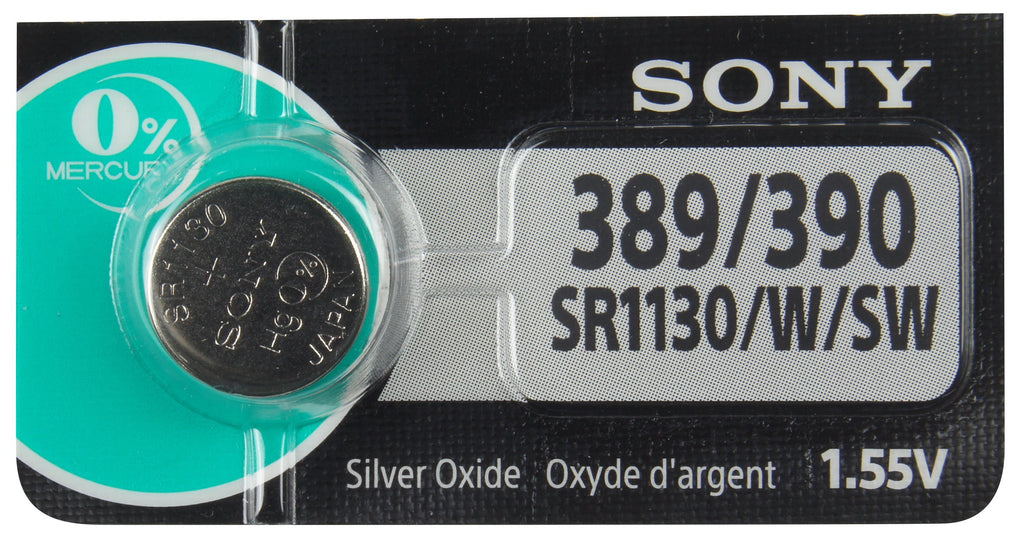 0%
MERCURY
SR1130
+
SONY
Hg0%
JAPAN
SONY
389/390
SR1130/W/SW
Silver Oxide Oxyde d'argent 1.55V